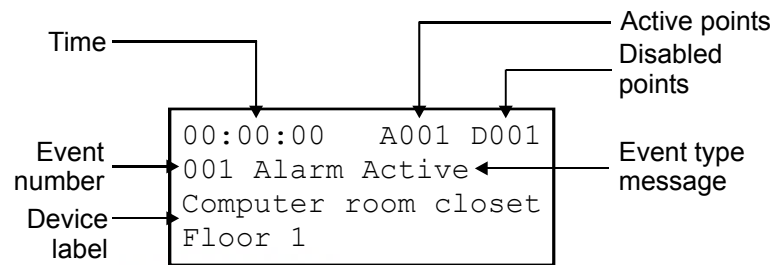 Time
Active points
Disabled
points
00:00:00 A001 D001
Event
number
001 Alarm Active
Event type
message
Device
label
Computer room closet
Floor 1